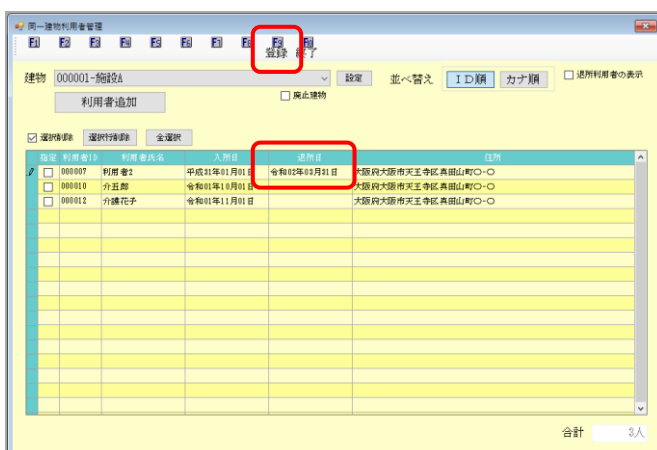 同一建物利用者管理
F1 F2 F3 F4 F5 F6 F7 F8 F9 F10
登録 終了
建物 000001-施設A 設定 並べ替え ID順 カナ順 退所利用者の表示
利用者追加 廃止建物
選択削除 選択行削除 全選択
指定 利用者ID 利用者氏名 入所日 退所日 住所
000007 利用者2 平成31年01月01日 令和02年03月31日 大阪府大阪市天王寺区真田山町〇-〇
000010 介五郎 令和01年10月01日 大阪府大阪市天王寺区真田山町〇-〇
000012 介護花子 令和01年11月01日 大阪府大阪市天王寺区真田山町〇-〇
合計 3人